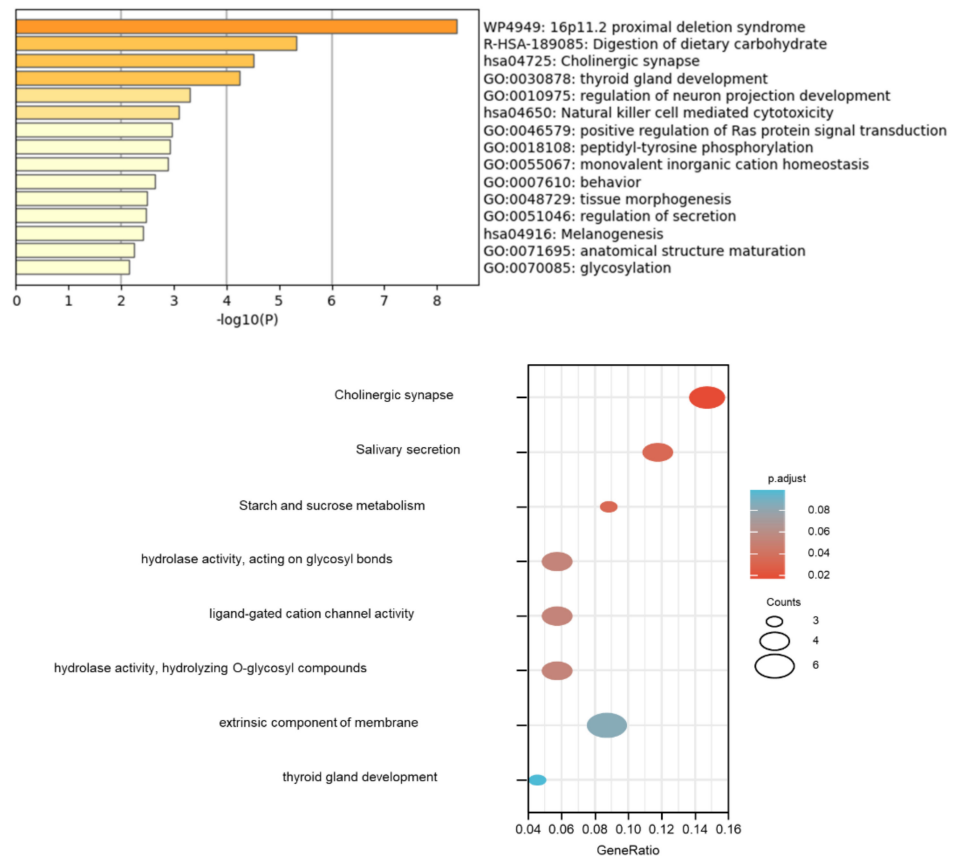 WP4949: 16p11.2 proximal deletion syndrome
R-HSA-189085: Digestion of dietary carbohydrate
hsa04725: Cholinergic synapse
GO:0030878: thyroid gland development
GO:0010975: regulation of neuron projection development
hsa04650: Natural killer cell mediated cytotoxicity
GO:0046579: positive regulation of Ras protein signal transduction
GO:0018108: peptidyl-tyrosine phosphorylation
GO:0055067: monovalent inorganic cation homeostasis
GO:0007610: behavior
GO:0048729: tissue morphogenesis
GO:0051046: regulation of secretion
hsa04916: Melanogenesis
GO:0071695: anatomical structure maturation
GO:0070085: glycosylation
0 1 2 3 4 5 6 7 8
-log10(P)
Cholinergic synapse
Salivary secretion
Starch and sucrose metabolism
hydrolase activity, acting on glycosyl bonds
ligand-gated cation channel activity
hydrolase activity, hydrolyzing O-glycosyl compounds
extrinsic component of membrane
thyroid gland development
0.04 0.06 0.08 0.10 0.12 0.14 0.16
GeneRatio
p.adjust
0.08
0.06
0.04
0.02
Counts
3
4
6